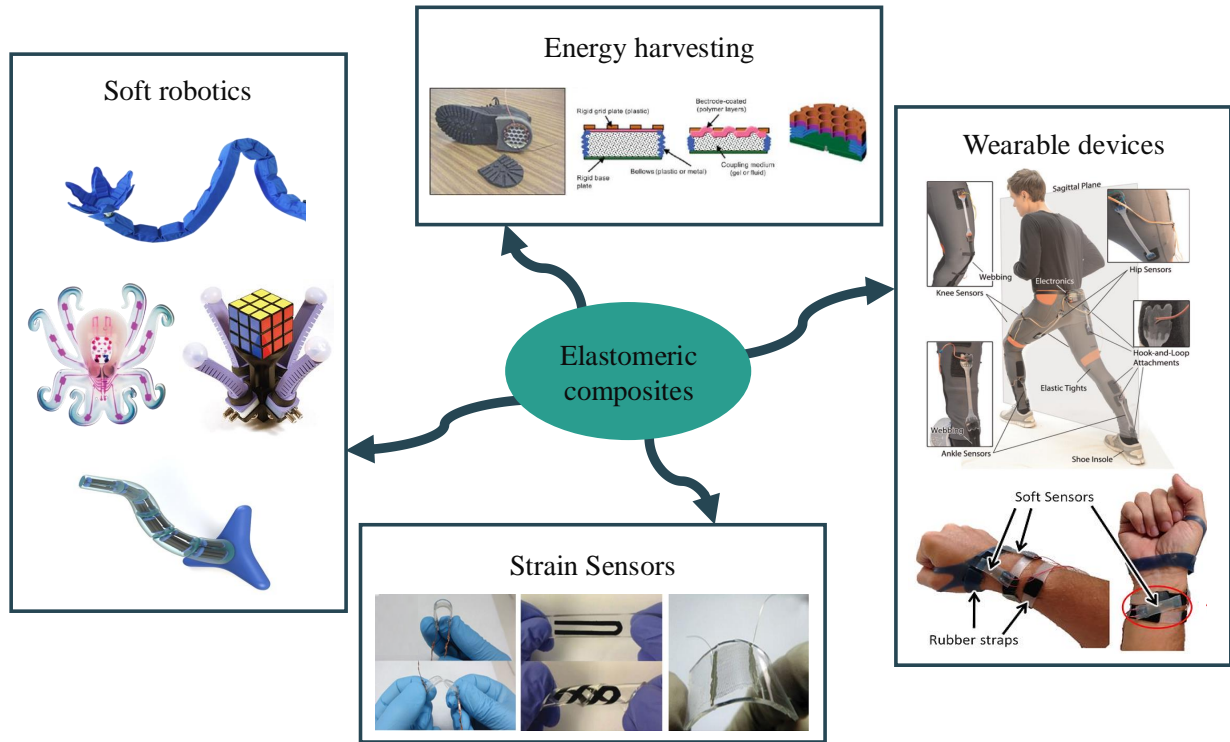 Energy harvesting
Rigid grid plate (plastic)
Bectrode-coated
(polymer layers)
Rigid base
plate
Bellows (plastic or metal)
Coupling medium
(gel or fluid)
Soft robotics
Wearable devices
Sagittal Plane
Webbing
Knee Sensors
Electronics
Hip Sensors
Hook-and-Loop
Attachments
Elastic Tights
Webbing
Ankle Sensors
Shoe Insole
Soft Sensors
Rubber straps
Elastomeric
composites
Strain Sensors